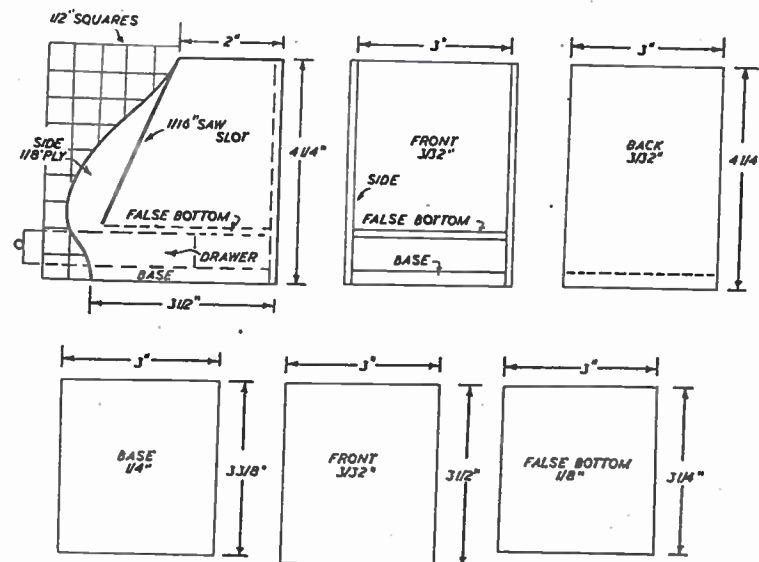 1/2" SQUARES
2"
SIDE
1/8" PLY
1/16" SAW
SLOT
FALSE BOTTOM
DRAWER
BASE
4 1/4"
3 1/2"
3"
FRONT
3/32"
SIDE
FALSE BOTTOM
BASE
3"
BACK
3/32"
4 1/4
3"
BASE
1/4"
3 3/8"
3"
FRONT
3/32"
3 1/2"
3"
FALSE BOTTOM
1/8"
3 1/4"